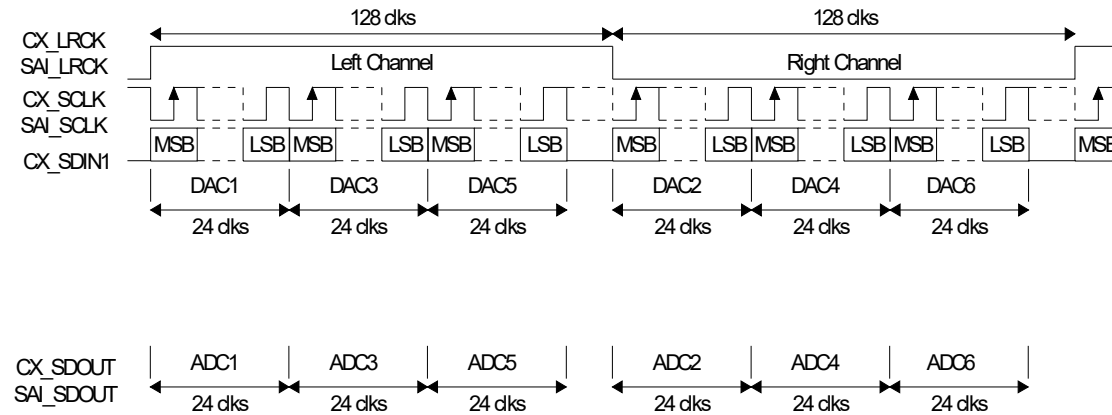 128 clks 128 clks
CX_LRCK
SAI_LRCK
Left Channel Right Channel
CX_SCLK
SAI_SCLK
CX_SDIN1
MSB LSB MSB LSB MSB LSB MSB LSB MSB LSB MSB LSB MSB
DAC1 DAC3 DAC5 DAC2 DAC4 DAC6
24 clks 24 clks 24 clks 24 clks 24 clks 24 clks
CX_SDOUT
SAI_SDOUT
ADC1 ADC3 ADC5 ADC2 ADC4 ADC6
24 clks 24 clks 24 clks 24 clks 24 clks 24 clks